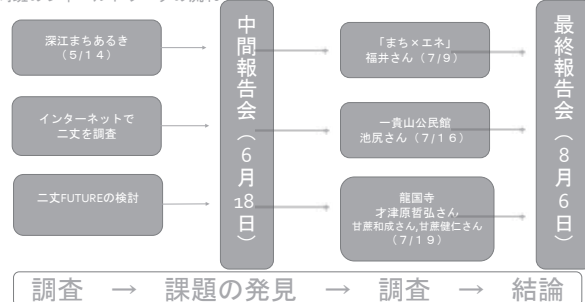 深江まちあるき
（5/14）
インターネットで
二丈を調査
二丈FUTUREの検討
中間報告会（6月18日）
「まち×エネ」
福井さん（7/9）
一貴山公民館
池尻さん（7/16）
龍国寺
才津原哲弘さん
甘蔗和成さん,甘蔗健仁さん
（7/19）
最終報告会（8月6日）
調査 → 課題の発見 → 調査 → 結論